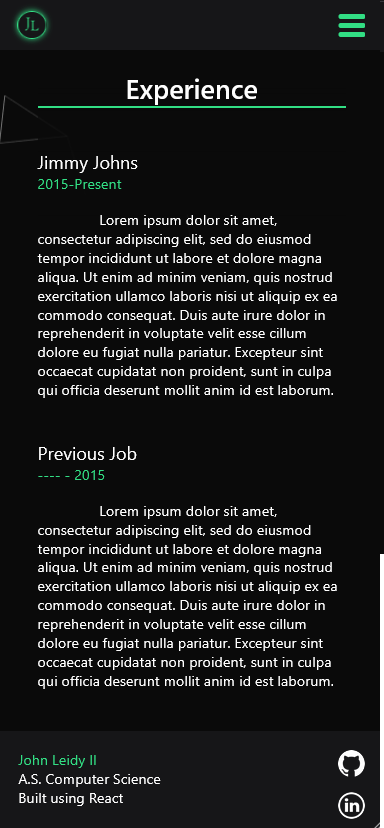 JL
Experience
Jimmy Johns
2015-Present
Lorem ipsum dolor sit amet,
consectetur adipiscing elit, sed do eiusmod
tempor incididunt ut labore et dolore magna
aliqua. Ut enim ad minim veniam, quis nostrud
exercitation ullamco laboris nisi ut aliquip ex ea
commodo consequat. Duis aute irure dolor in
reprehenderit in voluptate velit esse cillum
dolore eu fugiat nulla pariatur. Excepteur sint
occaecat cupidatat non proident, sunt in culpa
qui officia deserunt mollit anim id est laborum.
Previous Job
---- - 2015
Lorem ipsum dolor sit amet,
consectetur adipiscing elit, sed do eiusmod
tempor incididunt ut labore et dolore magna
aliqua. Ut enim ad minim veniam, quis nostrud
exercitation ullamco laboris nisi ut aliquip ex ea
commodo consequat. Duis aute irure dolor in
reprehenderit in voluptate velit esse cillum
dolore eu fugiat nulla pariatur. Excepteur sint
occaecat cupidatat non proident, sunt in culpa
qui officia deserunt mollit anim id est laborum.
John Leidy II
A.S. Computer Science
Built using React
in